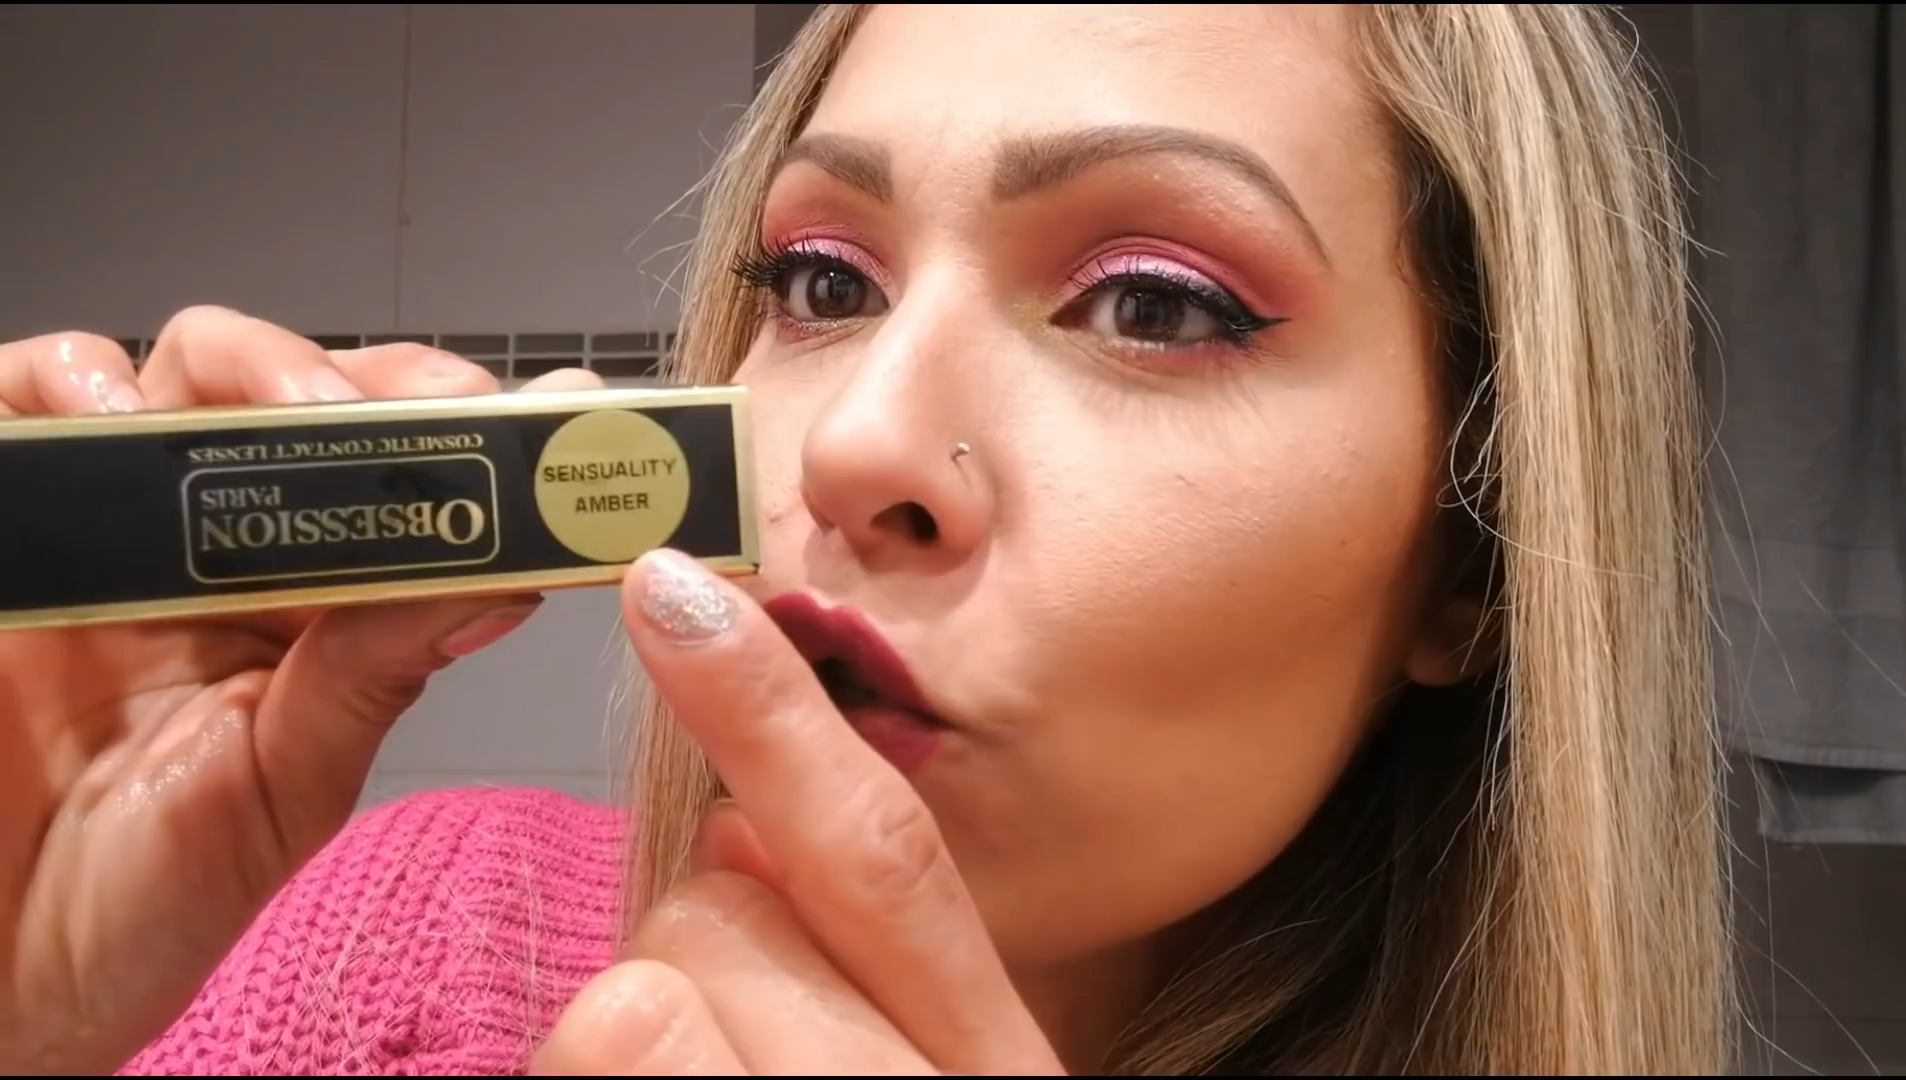 SENSUALITY
AMBER
OBSESSION
PARIS
COSMETIC CONTACT LENSES